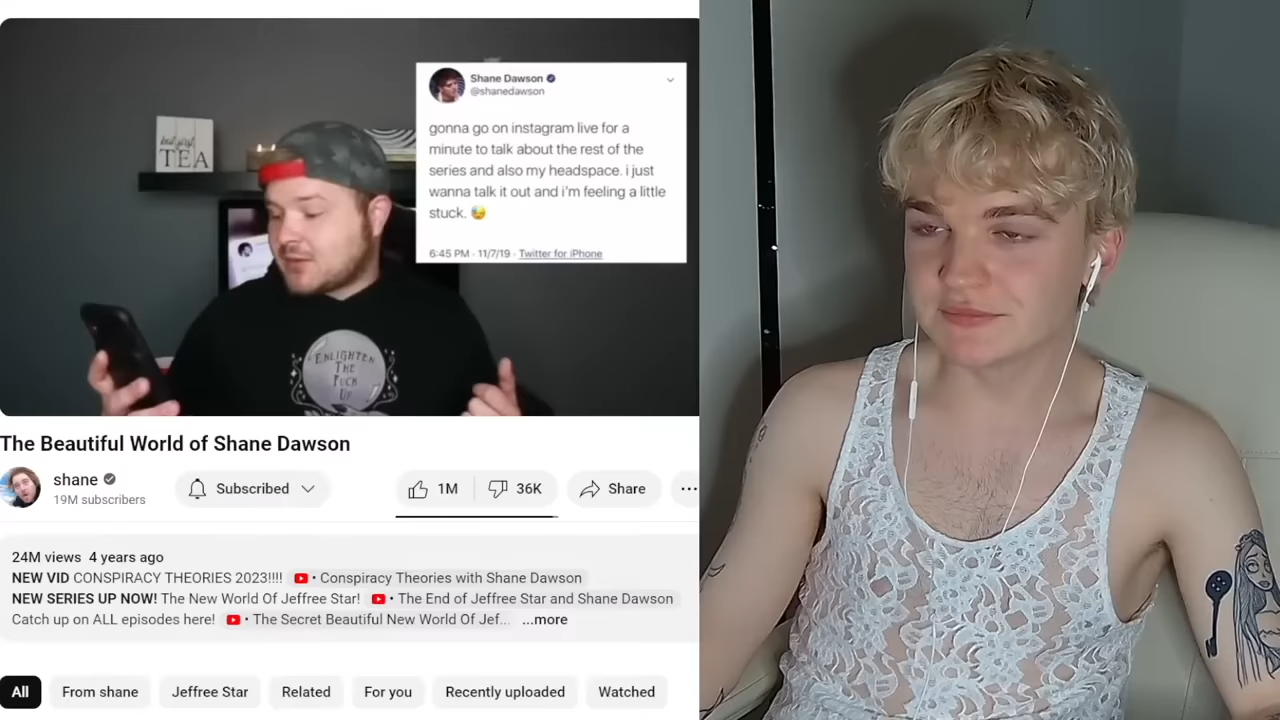 but first
TEA
Shane Dawson
@shanedawson
gonna go on instagram live for a
minute to talk about the rest of the
series and also my headspace. i just
wanna talk it out and i'm feeling a little
stuck. 😓
6:45 PM · 11/7/19 · Twitter for iPhone
ENLIGHTEN
THE
FUCK
UP
The Beautiful World of Shane Dawson
shane
19M subscribers
Subscribed
1M
36K
Share
...
24M views 4 years ago
NEW VID CONSPIRACY THEORIES 2023!!!! • Conspiracy Theories with Shane Dawson
NEW SERIES UP NOW! The New World Of Jeffree Star! • The End of Jeffree Star and Shane Dawson
Catch up on ALL episodes here! • The Secret Beautiful New World Of Jef... ...more
All
From shane
Jeffree Star
Related
For you
Recently uploaded
Watched